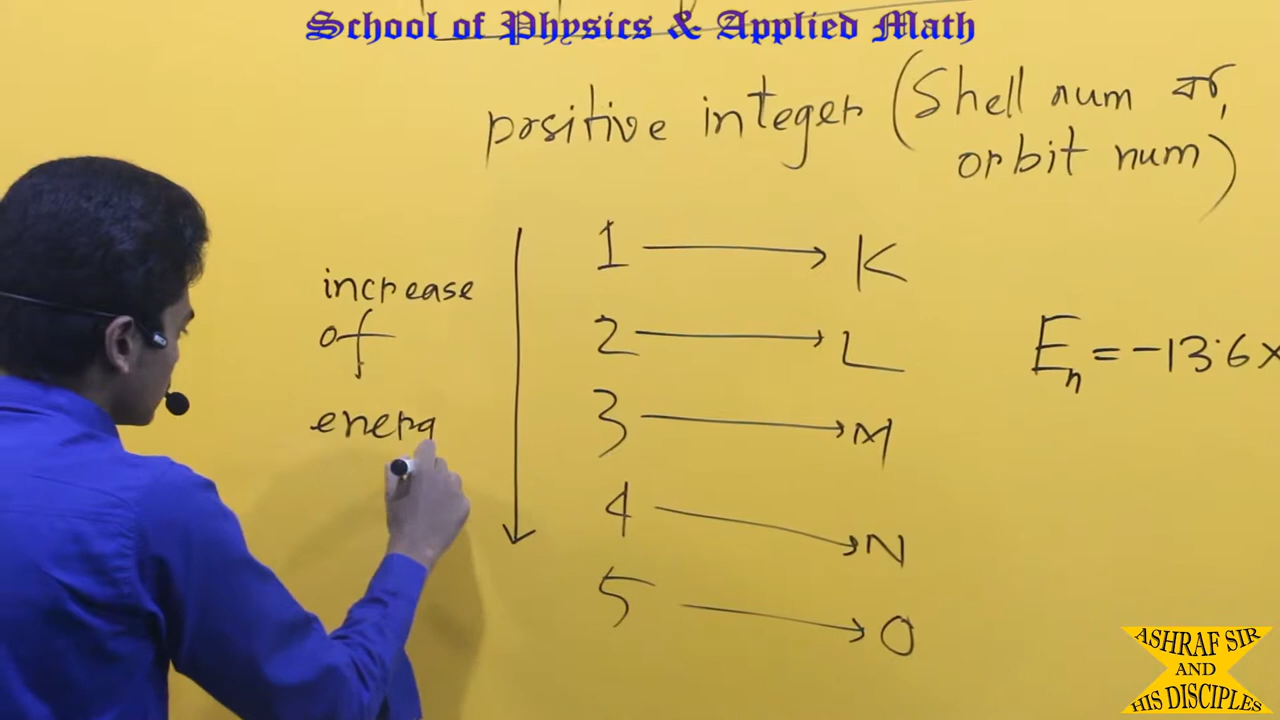 School of Physics & Applied Math
positive integer (Shell num বা,
orbit num)
increase
of
energ
1 → K
2 → L
3 → M
4 → N
5 → O
Eₙ = -13.6×
ASHRAF SIR
AND
HIS DISCIPLES